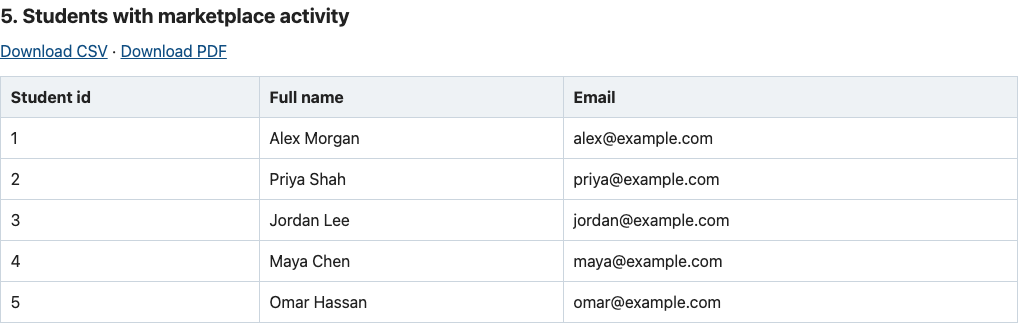 5. Students with marketplace activity
Download CSV · Download PDF
Student id Full name Email
1 Alex Morgan alex@example.com
2 Priya Shah priya@example.com
3 Jordan Lee jordan@example.com
4 Maya Chen maya@example.com
5 Omar Hassan omar@example.com